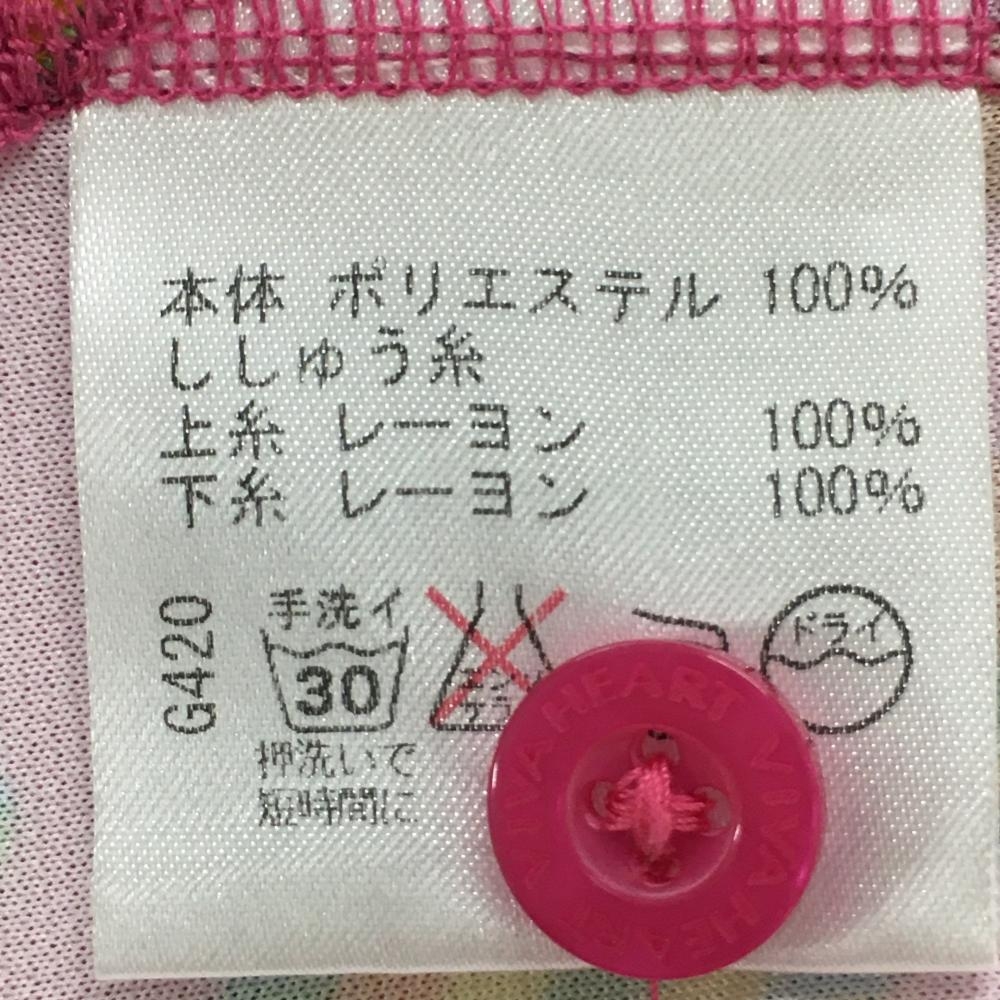 本体 ポリエステル 100%
ししゅう糸
上糸 レーヨン 100%
下糸 レーヨン 100%
G420
手洗イ
30
ドライ
押洗いで
短時間に
VIVA HEART VIVA HEART